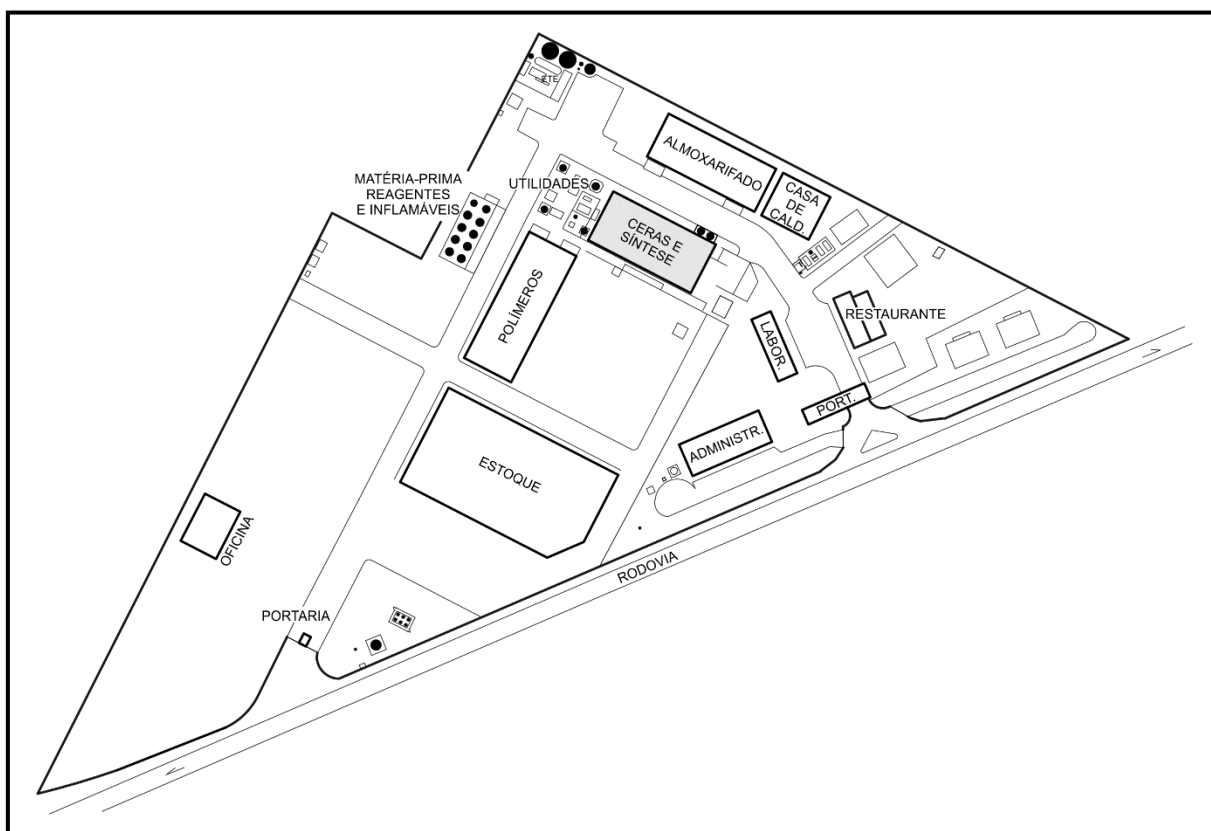 ETE
ALMOXARIFADO
MATÉRIA-PRIMA
REAGENTES
E INFLAMÁVEIS
UTILIDADES
CASA
DE
CALD.
CERAS E
SÍNTESE
POLÍMEROS
RESTAURANTE
LABOR.
PORT.
ADMINISTR.
ESTOQUE
OFICINA
RODOVIA
PORTARIA